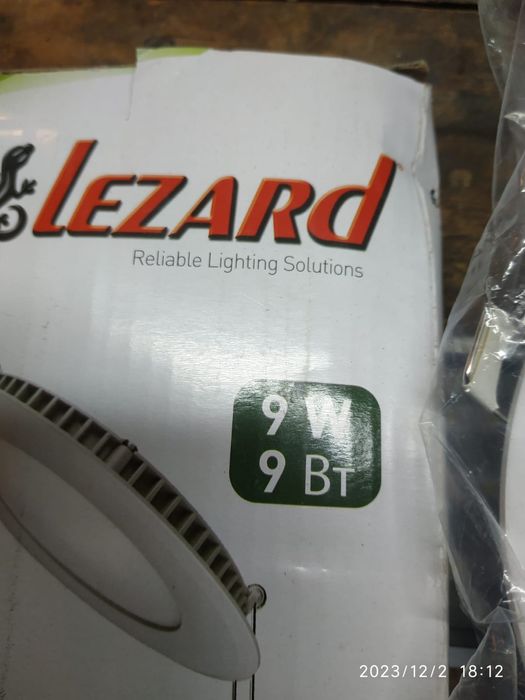 LEZARD
Reliable Lighting Solutions
9 W
9 Вт
2023/12/2 18:12